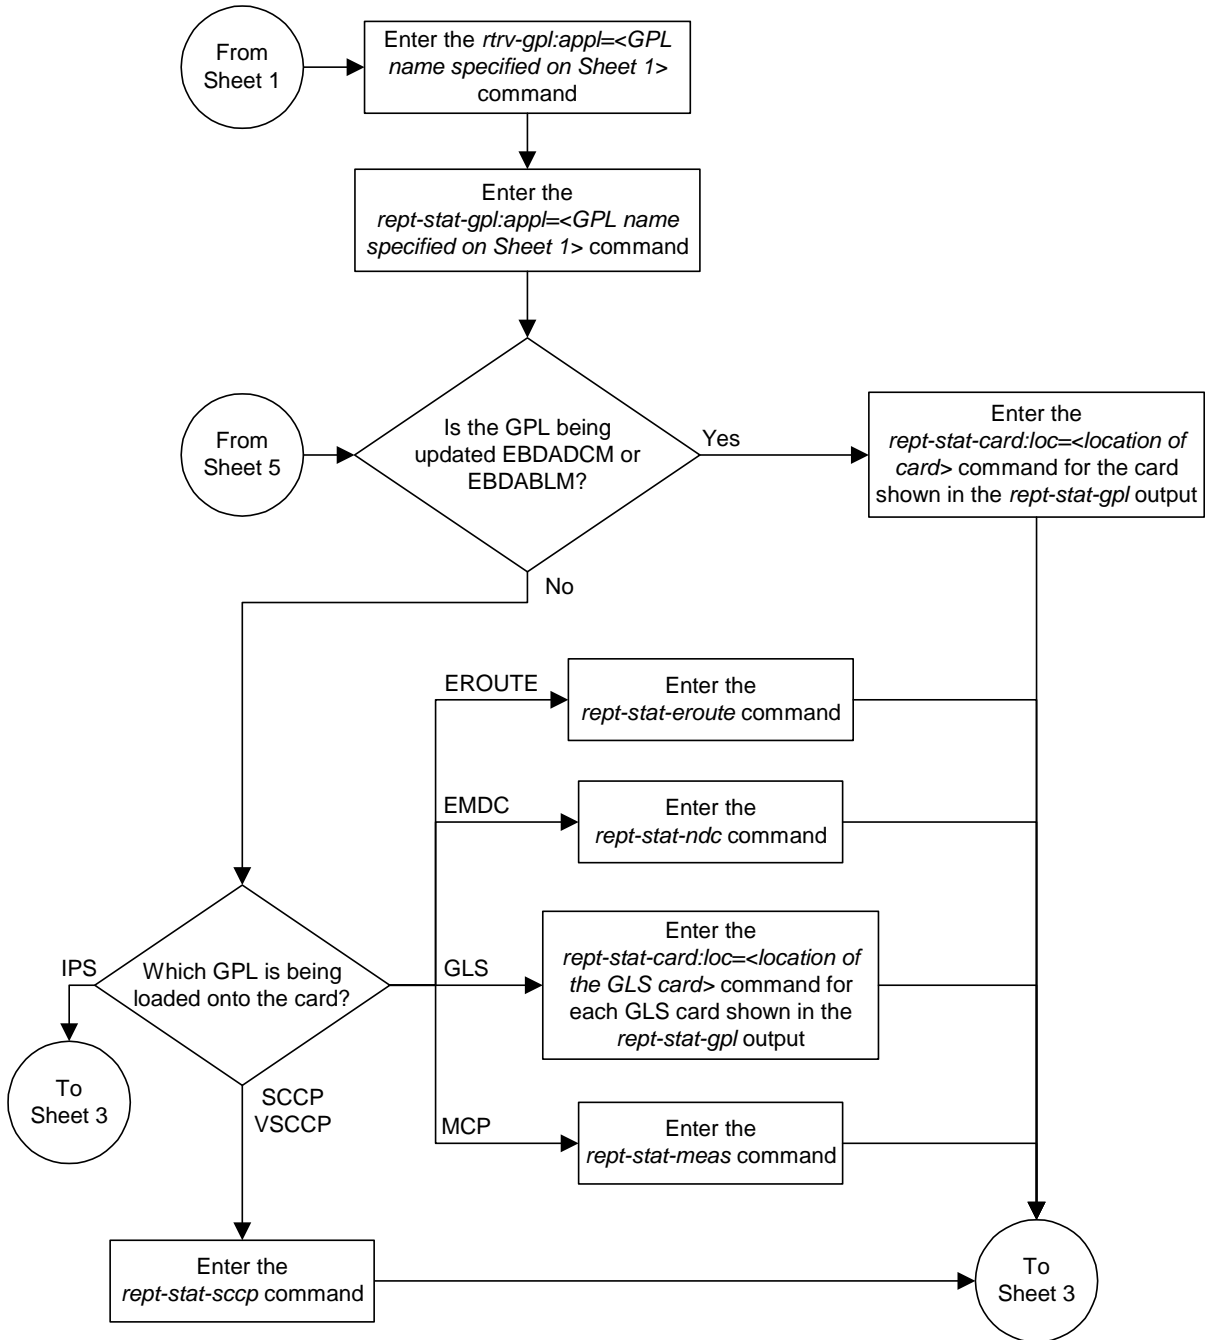 From
Sheet 1
Enter the rtrv-gpl:appl=<GPL
name specified on Sheet 1>
command
Enter the
rept-stat-gpl:appl=<GPL name
specified on Sheet 1> command
From
Sheet 5
Is the GPL being
updated EBDADCM or
EBDABLM?
Yes
Enter the
rept-stat-card:loc=<location of
card> command for the card
shown in the rept-stat-gpl output
No
EROUTE
Enter the
rept-stat-eroute command
EMDC
Enter the
rept-stat-ndc command
IPS
Which GPL is being
loaded onto the card?
GLS
Enter the
rept-stat-card:loc=<location of
the GLS card> command for
each GLS card shown in the
rept-stat-gpl output
To
Sheet 3
SCCP
VSCCP
MCP
Enter the
rept-stat-meas command
Enter the
rept-stat-sccp command
To
Sheet 3